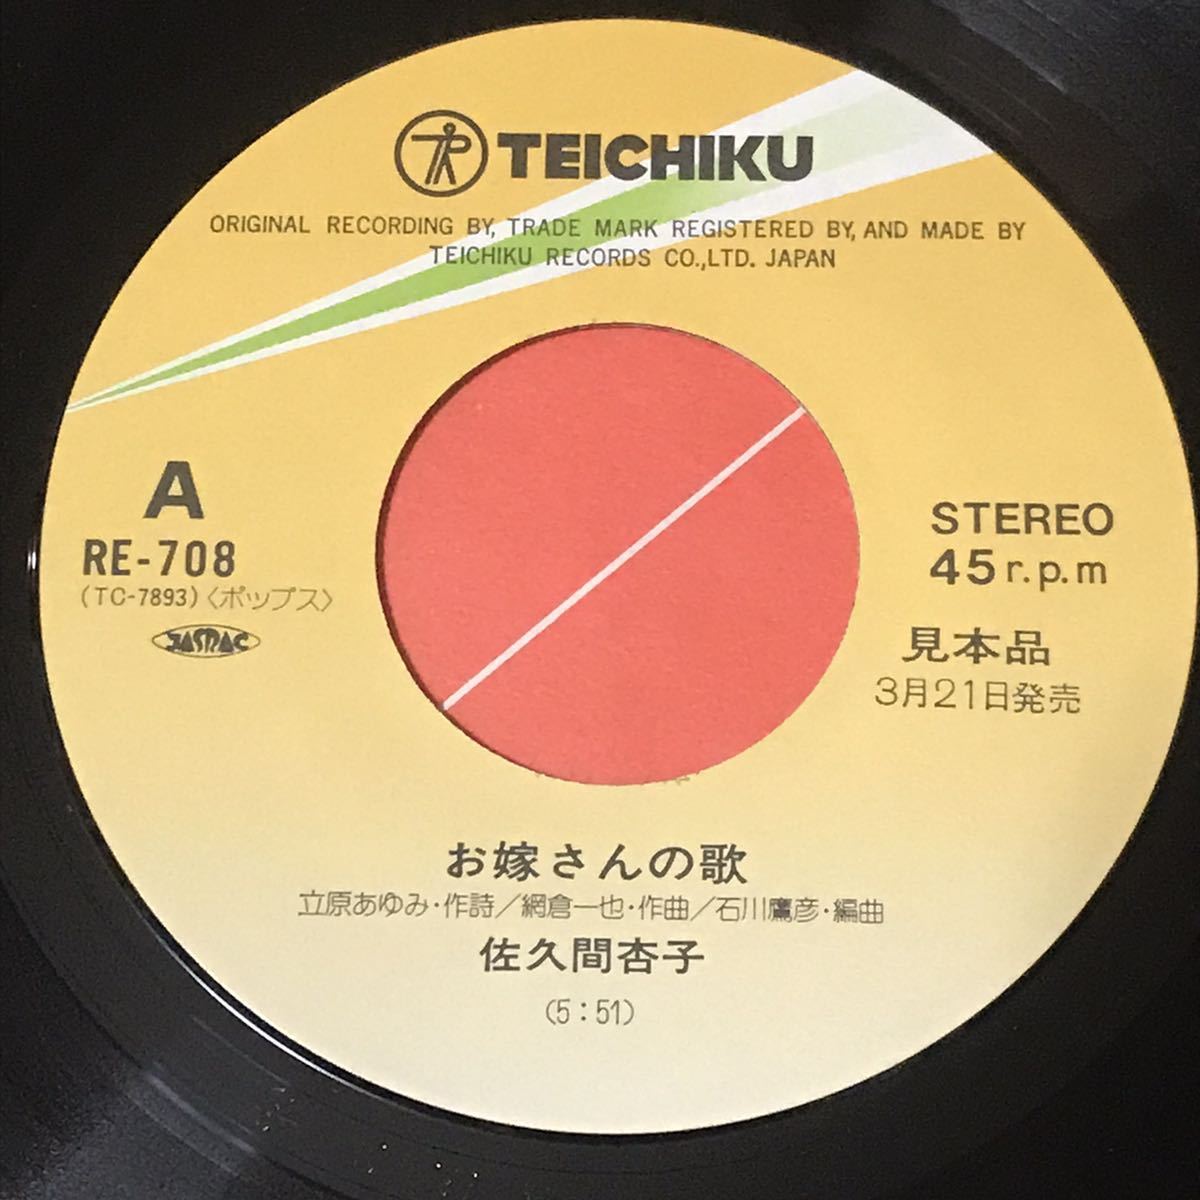 TEICHIKU
ORIGINAL RECORDING BY, TRADE MARK REGISTERED BY, AND MADE BY
TEICHIKU RECORDS CO.,LTD. JAPAN
A
RE-708
(TC-7893)〈ポップス〉
JASRAC
STEREO
45 r.p.m
見本品
3月21日発売
お嫁さんの歌
立原あゆみ・作詩／網倉一也・作曲／石川鷹彦・編曲
佐久間杏子
(5:51)